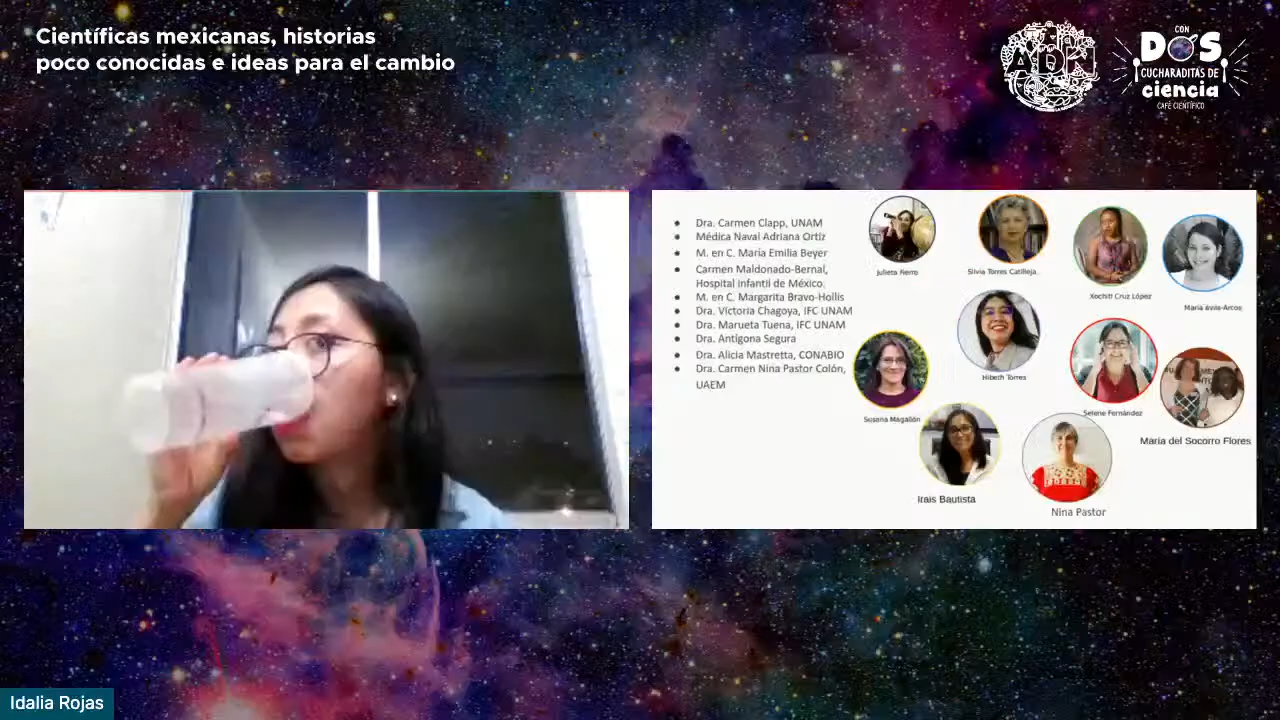 Científicas mexicanas, historias
poco conocidas e ideas para el cambio
ADN
CON
DOS
CUCHARADITAS DE
ciencia
CAFÉ CIENTÍFICO
Dra. Carmen Clapp, UNAM
Médica Naval Adriana Ortiz
M. en C. María Emilia Beyer
Carmen Maldonado-Bernal,
Hospital Infantil de México.
M. en C. Margarita Bravo-Hollis
Dra. Victoria Chagoya, IFC UNAM
Dra. Marueta Tuena, IFC UNAM
Dra. Antígona Segura
Dra. Alicia Mastretta, CONABIO
Dra. Carmen Nina Pastor Colón,
UAEM
Julieta Fierro
Silvia Torres Catilleja
Xochitl Cruz López
María ávila-Arcos
Hibeth Torres
Susana Magallón
Selene Fernández
María del Socorro Flores
Irais Bautista
Nina Pastor
Idalia Rojas